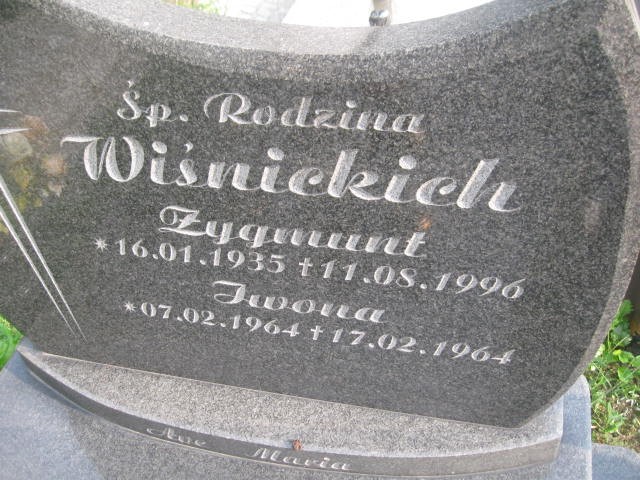 Śp. Rodzina
Wiśnickich
Zygmunt
*16.01.1935 †11.08.1996
Iwona
*07.02.1964 †17.02.1964
Ave Maria